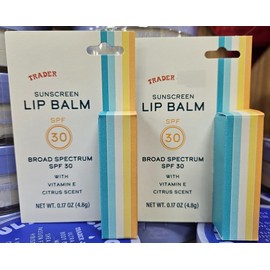 TRADER
SUNSCREEN
LIP BALM
SPF
30
BROAD SPECTRUM
SPF 30
WITH
VITAMIN E
CITRUS SCENT
NET WT. 0.17 OZ (4.8g)
TRADER
SUNSCREEN
LIP BALM
SPF
30
BROAD SPECTRUM
SPF 30
WITH
VITAMIN E
CITRUS SCENT
NET WT. 0.17 OZ (4.8g)